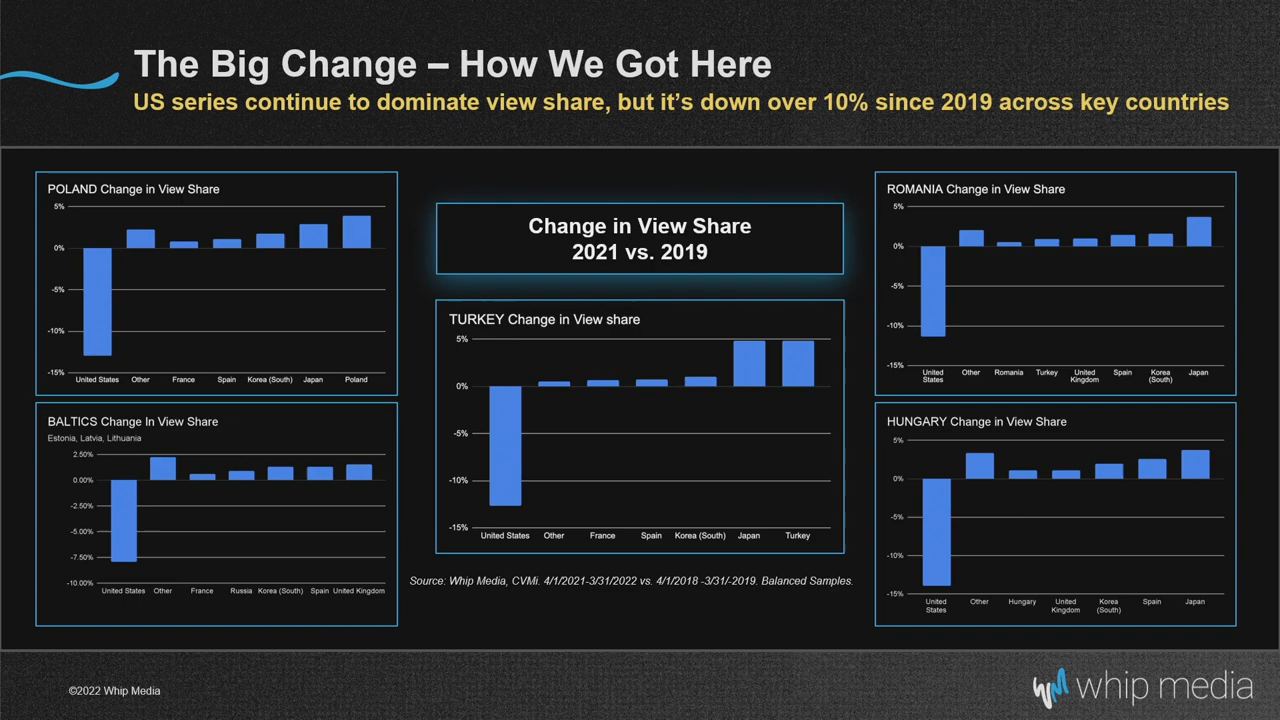 The Big Change – How We Got Here
US series continue to dominate view share, but it's down over 10% since 2019 across key countries
POLAND Change in View Share
5%
0%
-5%
-10%
-15%
United States Other France Spain Korea (South) Japan Poland
BALTICS Change In View Share
Estonia, Latvia, Lithuania
2.50%
0.00%
-2.50%
-5.00%
-7.50%
-10.00%
United States Other France Russia Korea (South) Spain United Kingdom
Change in View Share
2021 vs. 2019
TURKEY Change in View share
5%
0%
-5%
-10%
-15%
United States Other France Spain Korea (South) Japan Turkey
Source: Whip Media, CVMi. 4/1/2021-3/31/2022 vs. 4/1/2018 -3/31/-2019. Balanced Samples.
ROMANIA Change in View Share
5%
0%
-5%
-10%
-15%
United States Other Romania Turkey United Kingdom Spain Korea (South) Japan
HUNGARY Change in View Share
5%
0%
-5%
-10%
-15%
United States Other Hungary United Kingdom Korea (South) Spain Japan
©2022 Whip Media
whip media